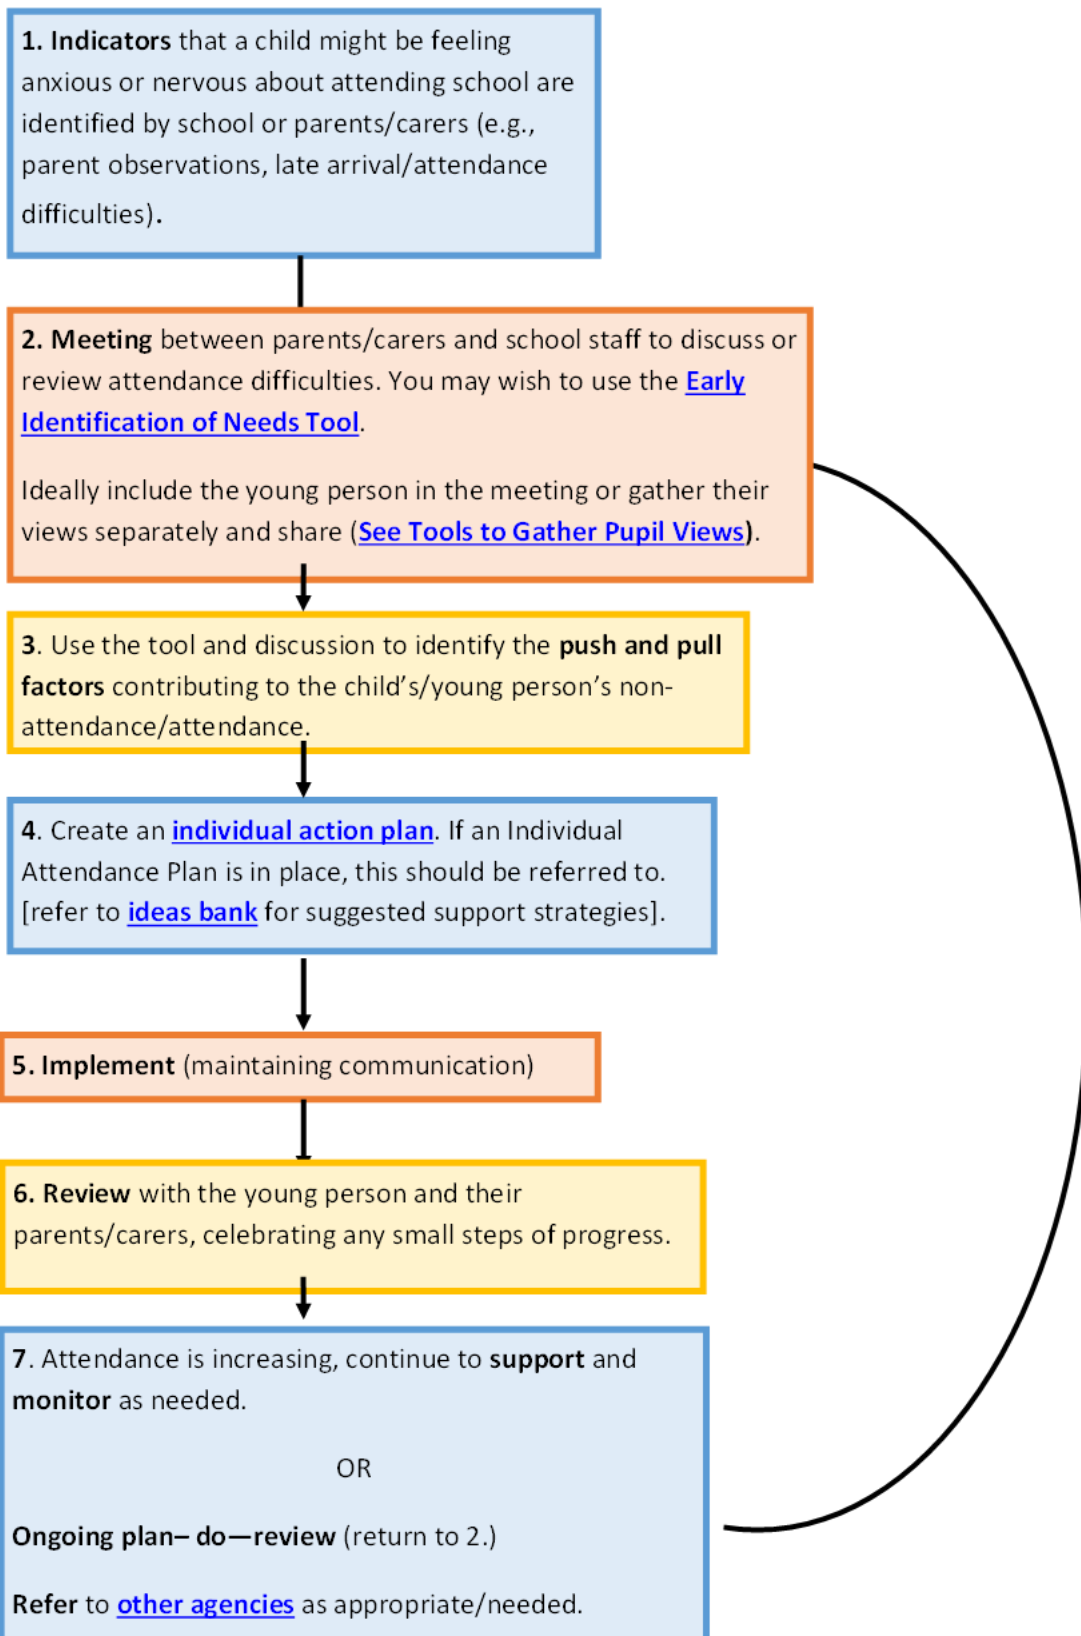 1. Indicators that a child might be feeling
anxious or nervous about attending school are
identified by school or parents/carers (e.g.,
parent observations, late arrival/attendance
difficulties).
2. Meeting between parents/carers and school staff to discuss or
review attendance difficulties. You may wish to use the Early
Identification of Needs Tool.
Ideally include the young person in the meeting or gather their
views separately and share (See Tools to Gather Pupil Views).
3. Use the tool and discussion to identify the push and pull
factors contributing to the child’s/young person’s non-
attendance/attendance.
4. Create an individual action plan. If an Individual
Attendance Plan is in place, this should be referred to.
[refer to ideas bank for suggested support strategies].
5. Implement (maintaining communication)
6. Review with the young person and their
parents/carers, celebrating any small steps of progress.
7. Attendance is increasing, continue to support and
monitor as needed.
OR
Ongoing plan– do—review (return to 2.)
Refer to other agencies as appropriate/needed.